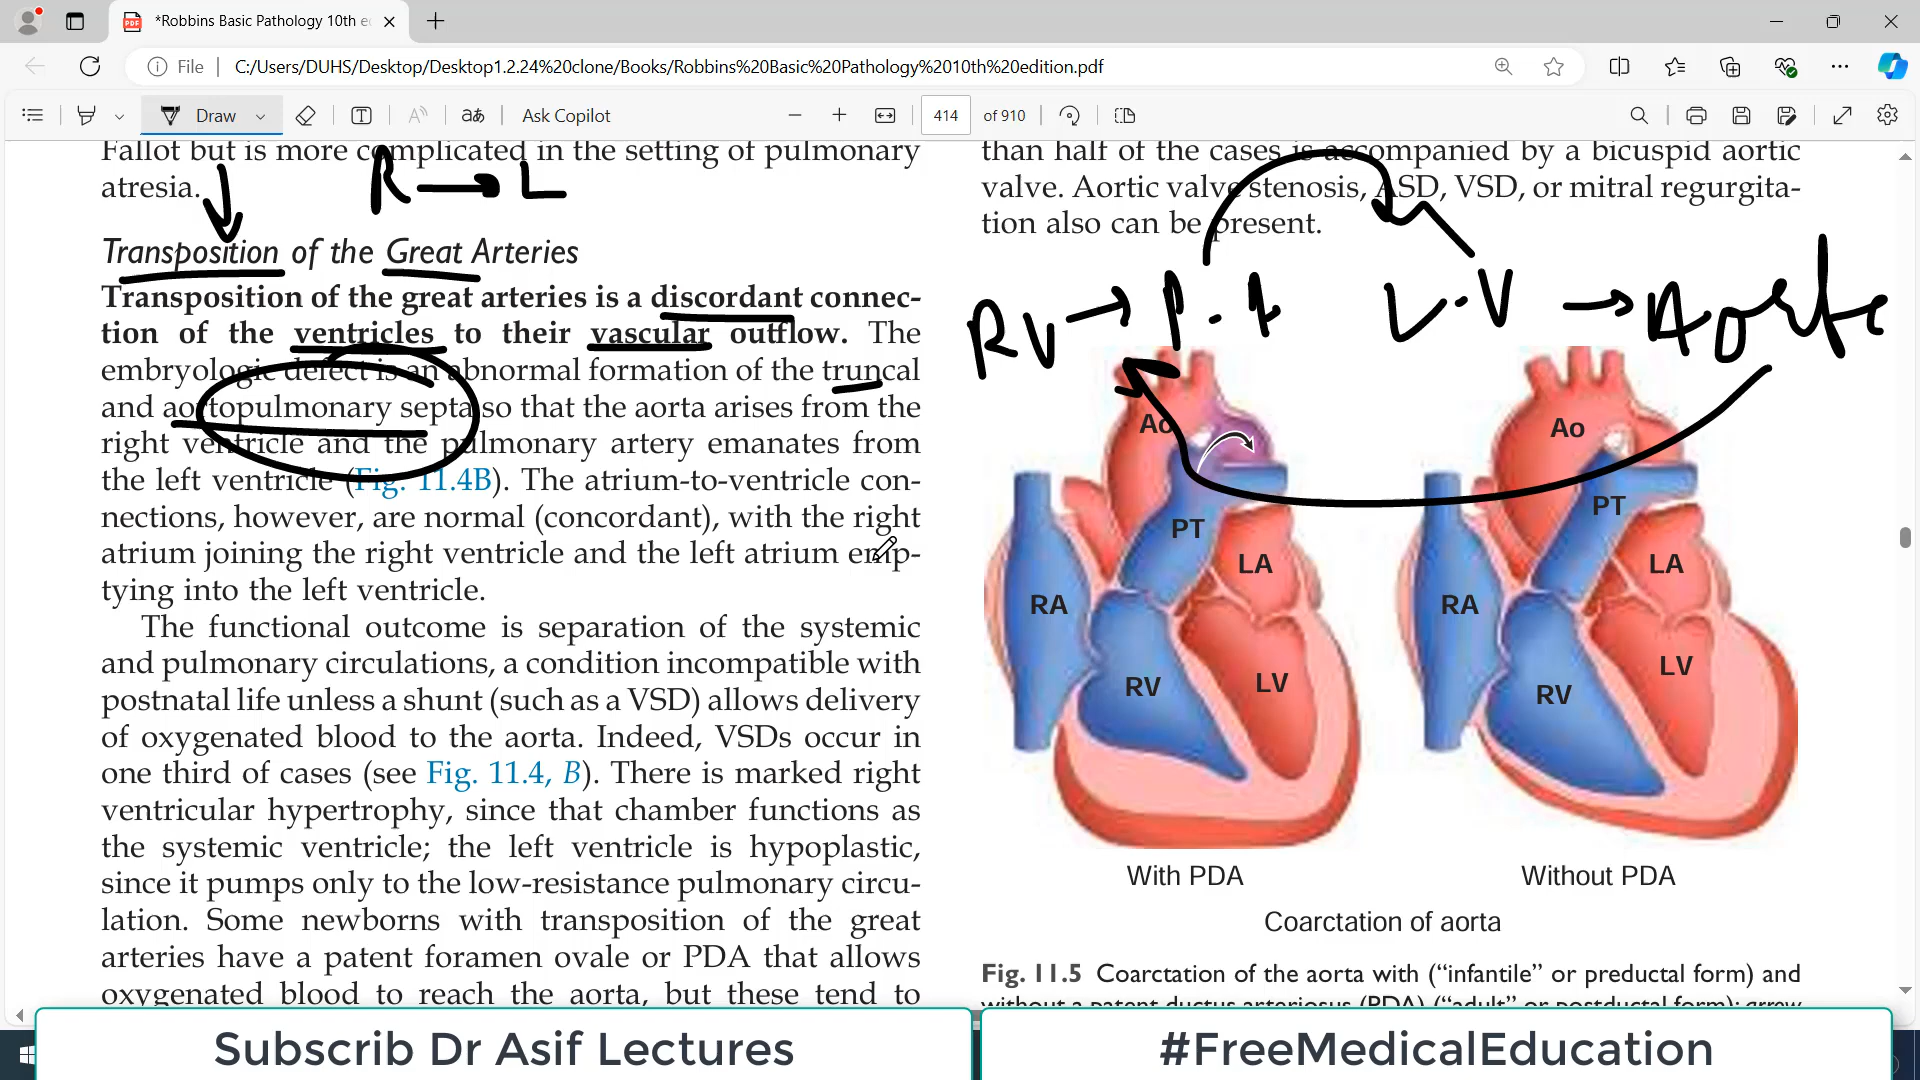 *Robbins Basic Pathology 10th e
File
C:/Users/DUHS/Desktop/Desktop1.2.24%20clone/Books/Robbins%20Basic%20Pathology%2010th%20edition.pdf
Draw
Ask Copilot
414 of 910
Fallot but is more complicated in the setting of pulmonary
atresia.
R → L
Transposition of the Great Arteries
Transposition of the great arteries is a discordant connec-
tion of the ventricles to their vascular outflow. The
embryologic defect is an abnormal formation of the truncal
and aortopulmonary septa so that the aorta arises from the
right ventricle and the pulmonary artery emanates from
the left ventricle (Fig. 11.4B). The atrium-to-ventricle con-
nections, however, are normal (concordant), with the right
atrium joining the right ventricle and the left atrium emp-
tying into the left ventricle.
The functional outcome is separation of the systemic
and pulmonary circulations, a condition incompatible with
postnatal life unless a shunt (such as a VSD) allows delivery
of oxygenated blood to the aorta. Indeed, VSDs occur in
one third of cases (see Fig. 11.4, B). There is marked right
ventricular hypertrophy, since that chamber functions as
the systemic ventricle; the left ventricle is hypoplastic,
since it pumps only to the low-resistance pulmonary circu-
lation. Some newborns with transposition of the great
arteries have a patent foramen ovale or PDA that allows
oxygenated blood to reach the aorta, but these tend to
than half of the cases is accompanied by a bicuspid aortic
valve. Aortic valve stenosis, ASD, VSD, or mitral regurgita-
tion also can be present.
RV → P.A L.V → Aorta
Ao
PT
LA
RA
RV
LV
Ao
PT
LA
RA
RV
LV
With PDA
Without PDA
Coarctation of aorta
Fig. 11.5 Coarctation of the aorta with (“infantile” or preductal form) and
without a patent ductus arteriosus (PDA) (“adult” or postductal form); arrow
Subscrib Dr Asif Lectures
#FreeMedicalEducation